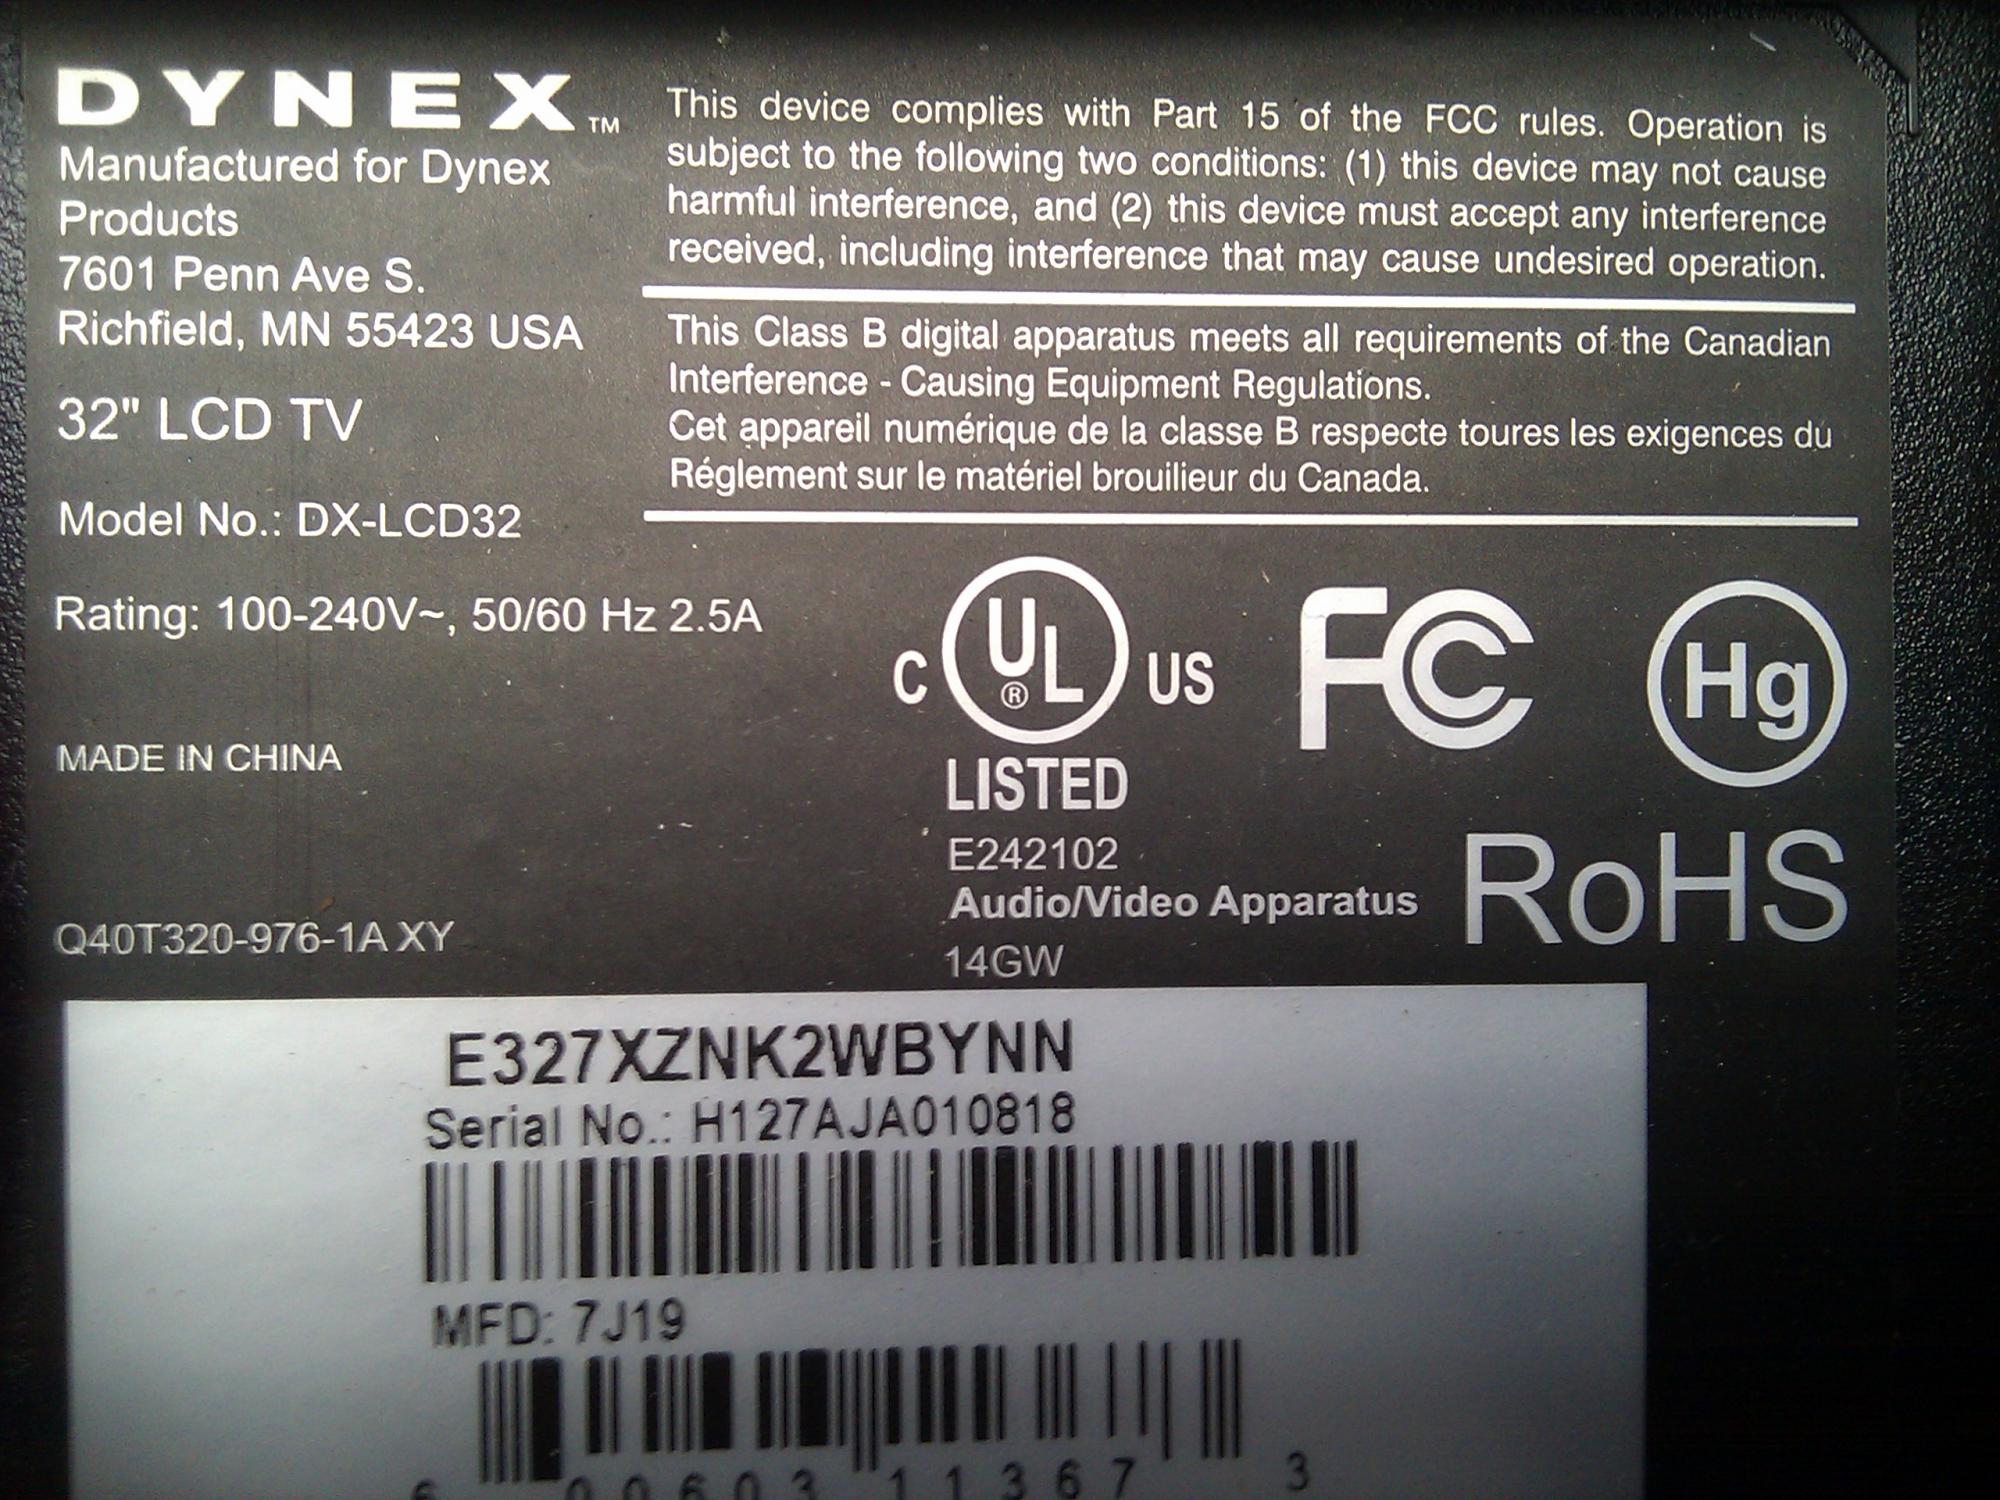 DYNEX™
Manufactured for Dynex
Products
7601 Penn Ave S.
Richfield, MN 55423 USA
32" LCD TV
Model No.: DX-LCD32
Rating: 100-240V~, 50/60 Hz 2.5A
MADE IN CHINA
Q40T320-976-1A XY
This device complies with Part 15 of the FCC rules. Operation is
subject to the following two conditions: (1) this device may not cause
harmful interference, and (2) this device must accept any interference
received, including interference that may cause undesired operation.
This Class B digital apparatus meets all requirements of the Canadian
Interference - Causing Equipment Regulations.
Cet appareil numérique de la classe B respecte toures les exigences du
Réglement sur le matériel brouilieur du Canada.
C UL® US
LISTED
E242102
Audio/Video Apparatus
14GW
FC
Hg
RoHS
E327XZNK2WBYNN
Serial No.: H127AJA010818
MFD: 7J19
6 00603 11367 3